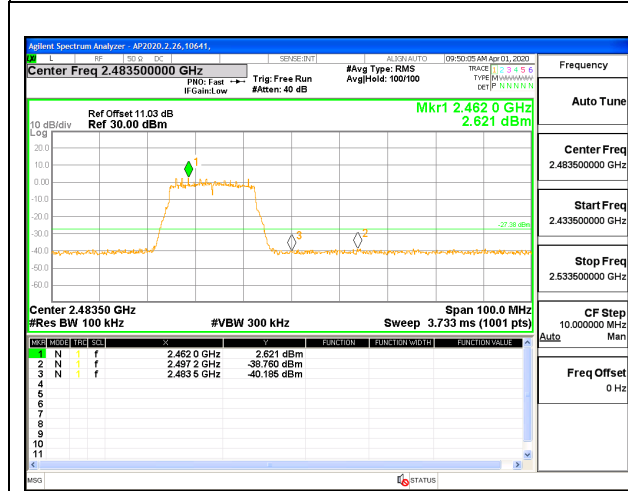 Agilent Spectrum Analyzer - AP2020.2.26,10641,
L RF 50 Ω DC SENSE:INT ALIGNAUTO 09:50:05 AM Apr 01, 2020
Center Freq 2.483500000 GHz
PNO: Fast
IFGain:Low
Trig: Free Run
#Atten: 40 dB
#Avg Type: RMS
Avg|Hold: 100/100
TRACE 1 2 3 4 5 6
TYPE M
DET P N N N N N
Mkr1 2.462 0 GHz
2.621 dBm
Ref Offset 11.03 dB
10 dB/div Ref 30.00 dBm
Log
20.0
10.0
0.00
-10.0
-20.0
-30.0
-40.0
-50.0
-60.0
1
2
3
-27.38 dBm
Center 2.48350 GHz Span 100.0 MHz
#Res BW 100 kHz #VBW 300 kHz Sweep 3.733 ms (1001 pts)
MKR MODE TRC SCL X Y FUNCTION FUNCTION WIDTH FUNCTION VALUE
1 N 1 f 2.462 0 GHz 2.621 dBm
2 N 1 f 2.497 2 GHz -38.760 dBm
3 N 1 f 2.483 5 GHz -40.185 dBm
4
5
6
7
8
9
10
11
MSG STATUS
Frequency
Auto Tune
Center Freq
2.483500000 GHz
Start Freq
2.433500000 GHz
Stop Freq
2.533500000 GHz
CF Step
10.000000 MHz
Auto Man
Freq Offset
0 Hz